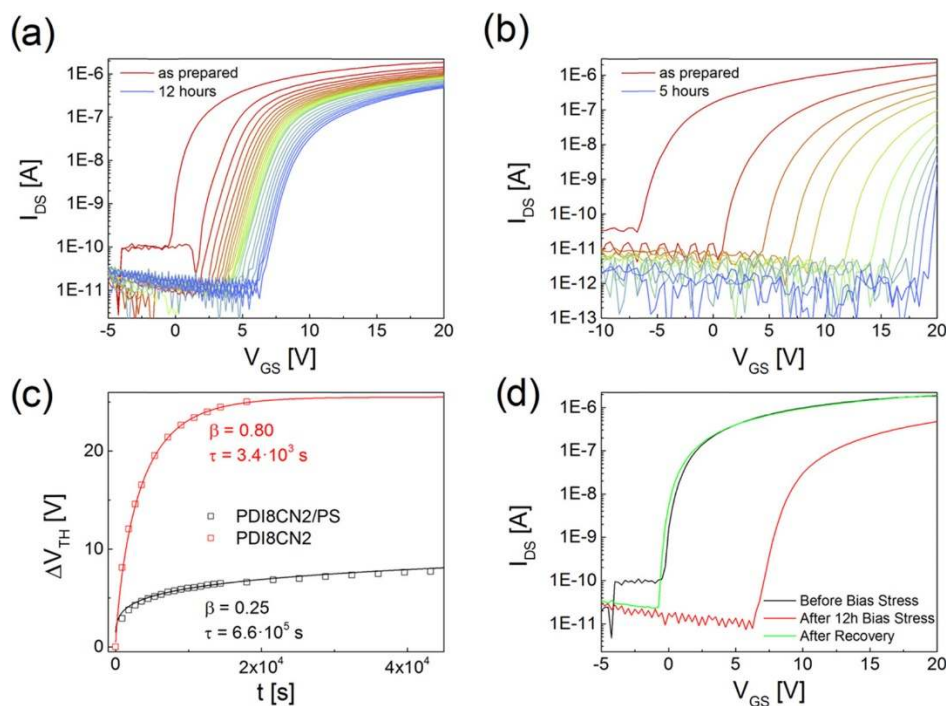 (a)
as prepared
12 hours
1E-6
1E-7
1E-8
1E-9
1E-10
1E-11
I_DS [A]
-5 0 5 10 15 20
V_GS [V]
(b)
as prepared
5 hours
1E-6
1E-7
1E-8
1E-9
1E-10
1E-11
1E-12
1E-13
I_DS [A]
-10 -5 0 5 10 15 20
V_GS [V]
(c)
20
10
0
ΔV_TH [V]
β = 0.80
τ = 3.4·10³ s
PDI8CN2/PS
PDI8CN2
β = 0.25
τ = 6.6·10⁵ s
0 2x10⁴ 4x10⁴
t [s]
(d)
1E-6
1E-7
1E-8
1E-9
1E-10
1E-11
I_DS [A]
Before Bias Stress
After 12h Bias Stress
After Recovery
-5 0 5 10 15 20
V_GS [V]